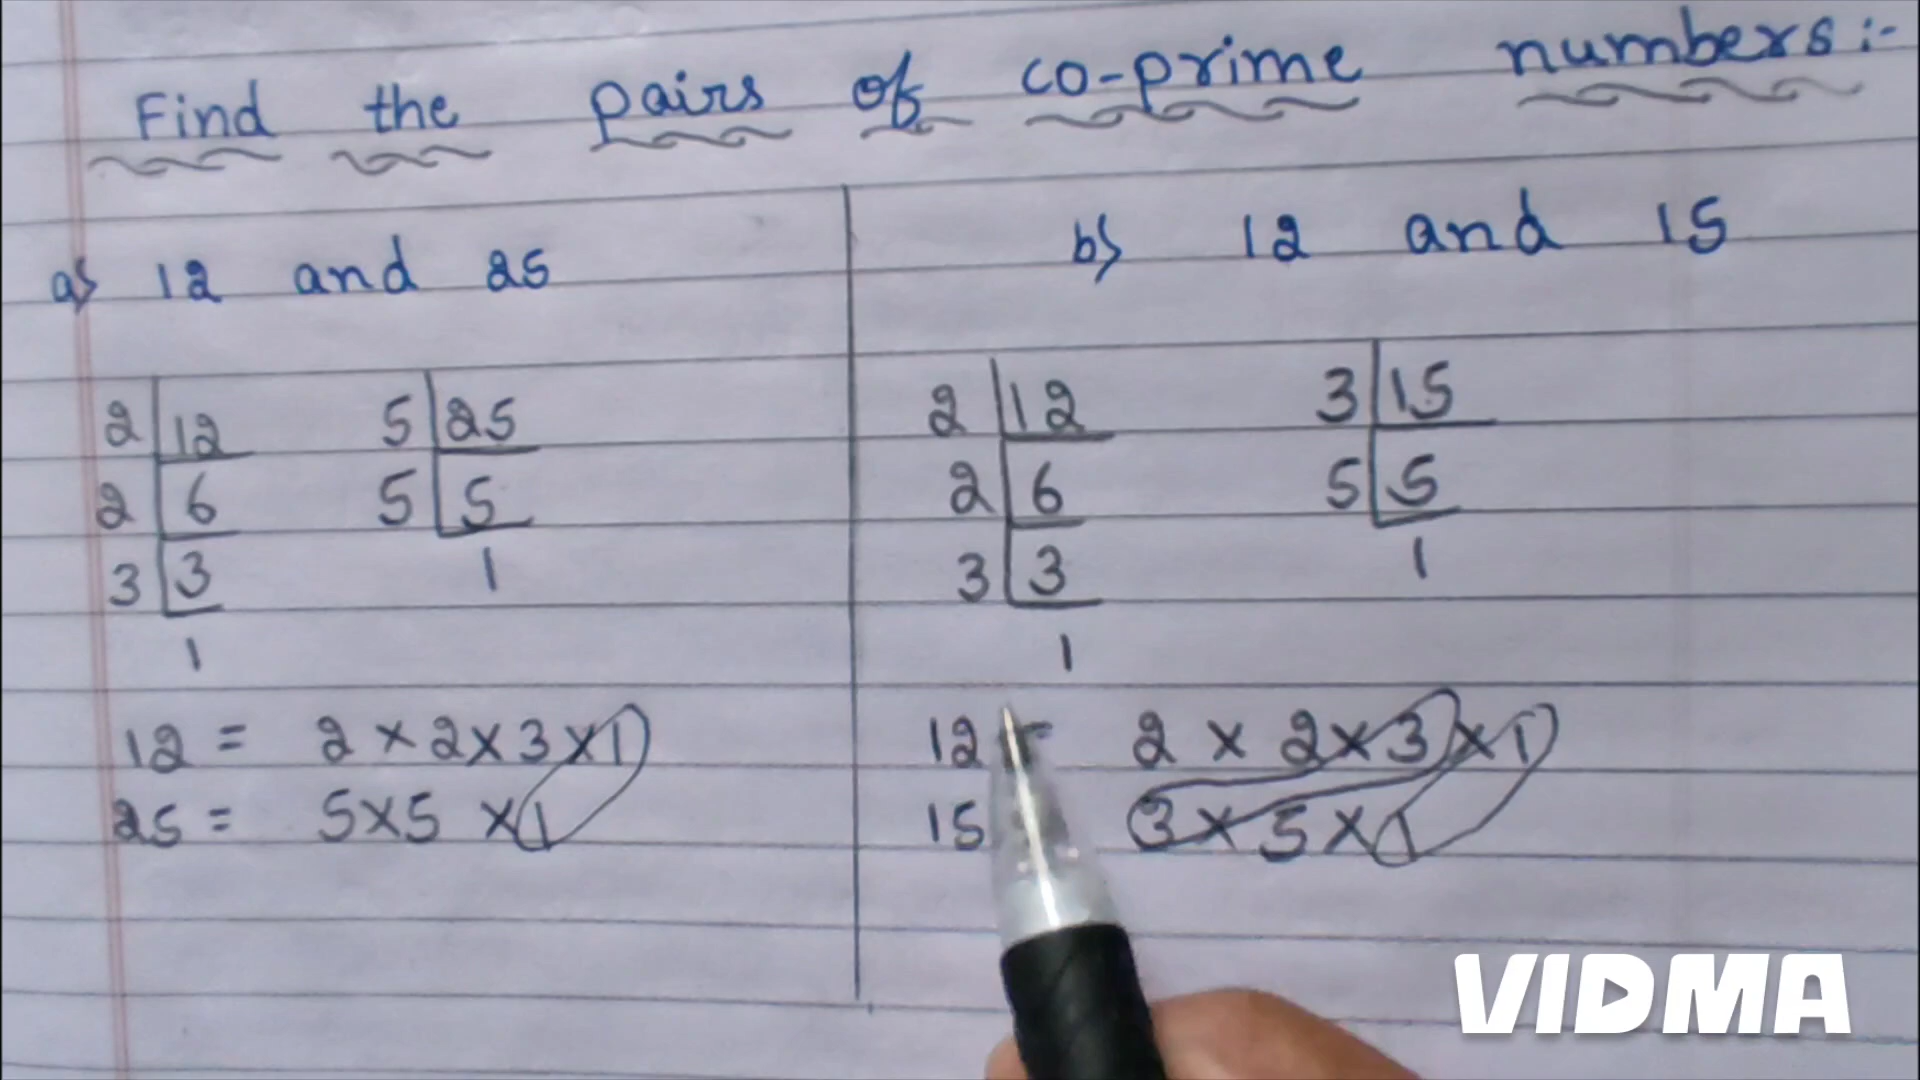 Find the pairs of co-prime numbers:-
a) 12 and 25
2 | 12
2 | 6
3 | 3
1
5 | 25
5 | 5
1
12 = 2 × 2 × 3 × 1
25 = 5 × 5 × 1
b) 12 and 15
2 | 12
2 | 6
3 | 3
1
3 | 15
5 | 5
1
12 = 2 × 2 × 3 × 1
15 3 × 5 × 1
VIDMA